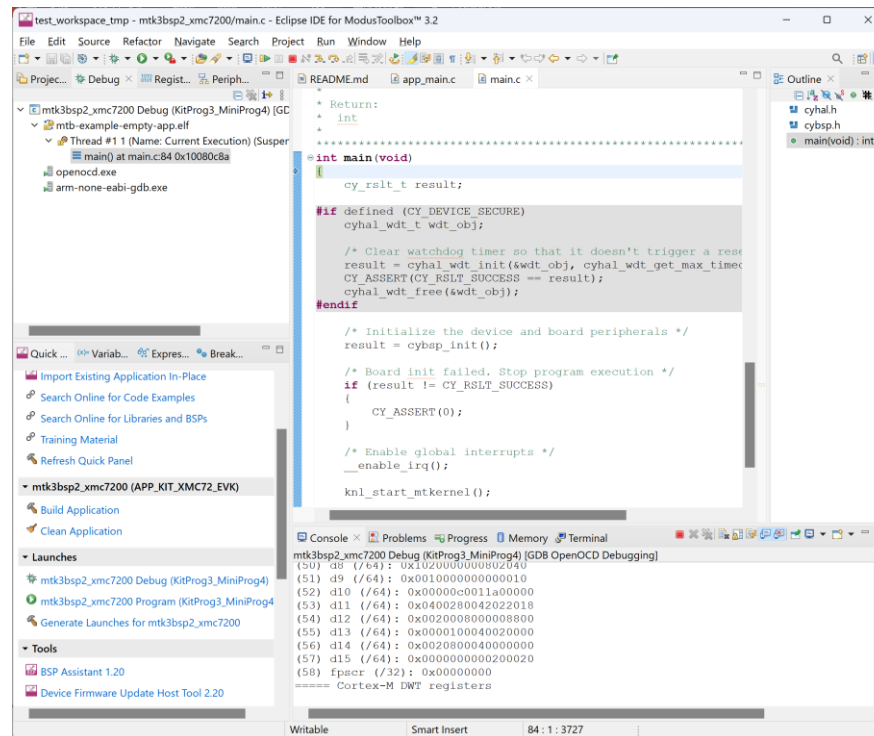 test_workspace_tmp - mtk3bsp2_xmc7200/main.c - Eclipse IDE for ModusToolbox™ 3.2
File Edit Source Refactor Navigate Search Project Run Window Help
Projec... Debug Regist... Periph...
mtk3bsp2_xmc7200 Debug (KitProg3_MiniProg4) [GD
mtb-example-empty-app.elf
Thread #1 1 (Name: Current Execution) (Susper
main() at main.c:84 0x10080c8a
openocd.exe
arm-none-eabi-gdb.exe
README.md app_main.c main.c
*
* Return:
* int
*
int main(void)
{
cy_rslt_t result;
#if defined (CY_DEVICE_SECURE)
cyhal_wdt_t wdt_obj;
/* Clear watchdog timer so that it doesn't trigger a rese
result = cyhal_wdt_init(&wdt_obj, cyhal_wdt_get_max_timeo
CY_ASSERT(CY_RSLT_SUCCESS == result);
cyhal_wdt_free(&wdt_obj);
#endif
/* Initialize the device and board peripherals */
result = cybsp_init();
/* Board init failed. Stop program execution */
if (result != CY_RSLT_SUCCESS)
{
CY_ASSERT(0);
}
/* Enable global interrupts */
__enable_irq();
knl_start_mtkernel();
Outline
cyhal.h
cybsp.h
main(void) : int
Quick ... Variab... Expres... Break...
Import Existing Application In-Place
Search Online for Code Examples
Search Online for Libraries and BSPs
Training Material
Refresh Quick Panel
mtk3bsp2_xmc7200 (APP_KIT_XMC72_EVK)
Build Application
Clean Application
Launches
mtk3bsp2_xmc7200 Debug (KitProg3_MiniProg4)
mtk3bsp2_xmc7200 Program (KitProg3_MiniProg4
Generate Launches for mtk3bsp2_xmc7200
Tools
BSP Assistant 1.20
Device Firmware Update Host Tool 2.20
Console Problems Progress Memory Terminal
mtk3bsp2_xmc7200 Debug (KitProg3_MiniProg4) [GDB OpenOCD Debugging]
(50) d8 (/64): 0x1020000000802040
(51) d9 (/64): 0x0010000000000010
(52) d10 (/64): 0x00000c0011a00000
(53) d11 (/64): 0x0400280042022018
(54) d12 (/64): 0x0020008000008800
(55) d13 (/64): 0x0000100040020000
(56) d14 (/64): 0x0020800040000000
(57) d15 (/64): 0x0000000000200020
(58) fpscr (/32): 0x00000000
===== Cortex-M DWT registers
Writable Smart Insert 84 : 1 : 3727